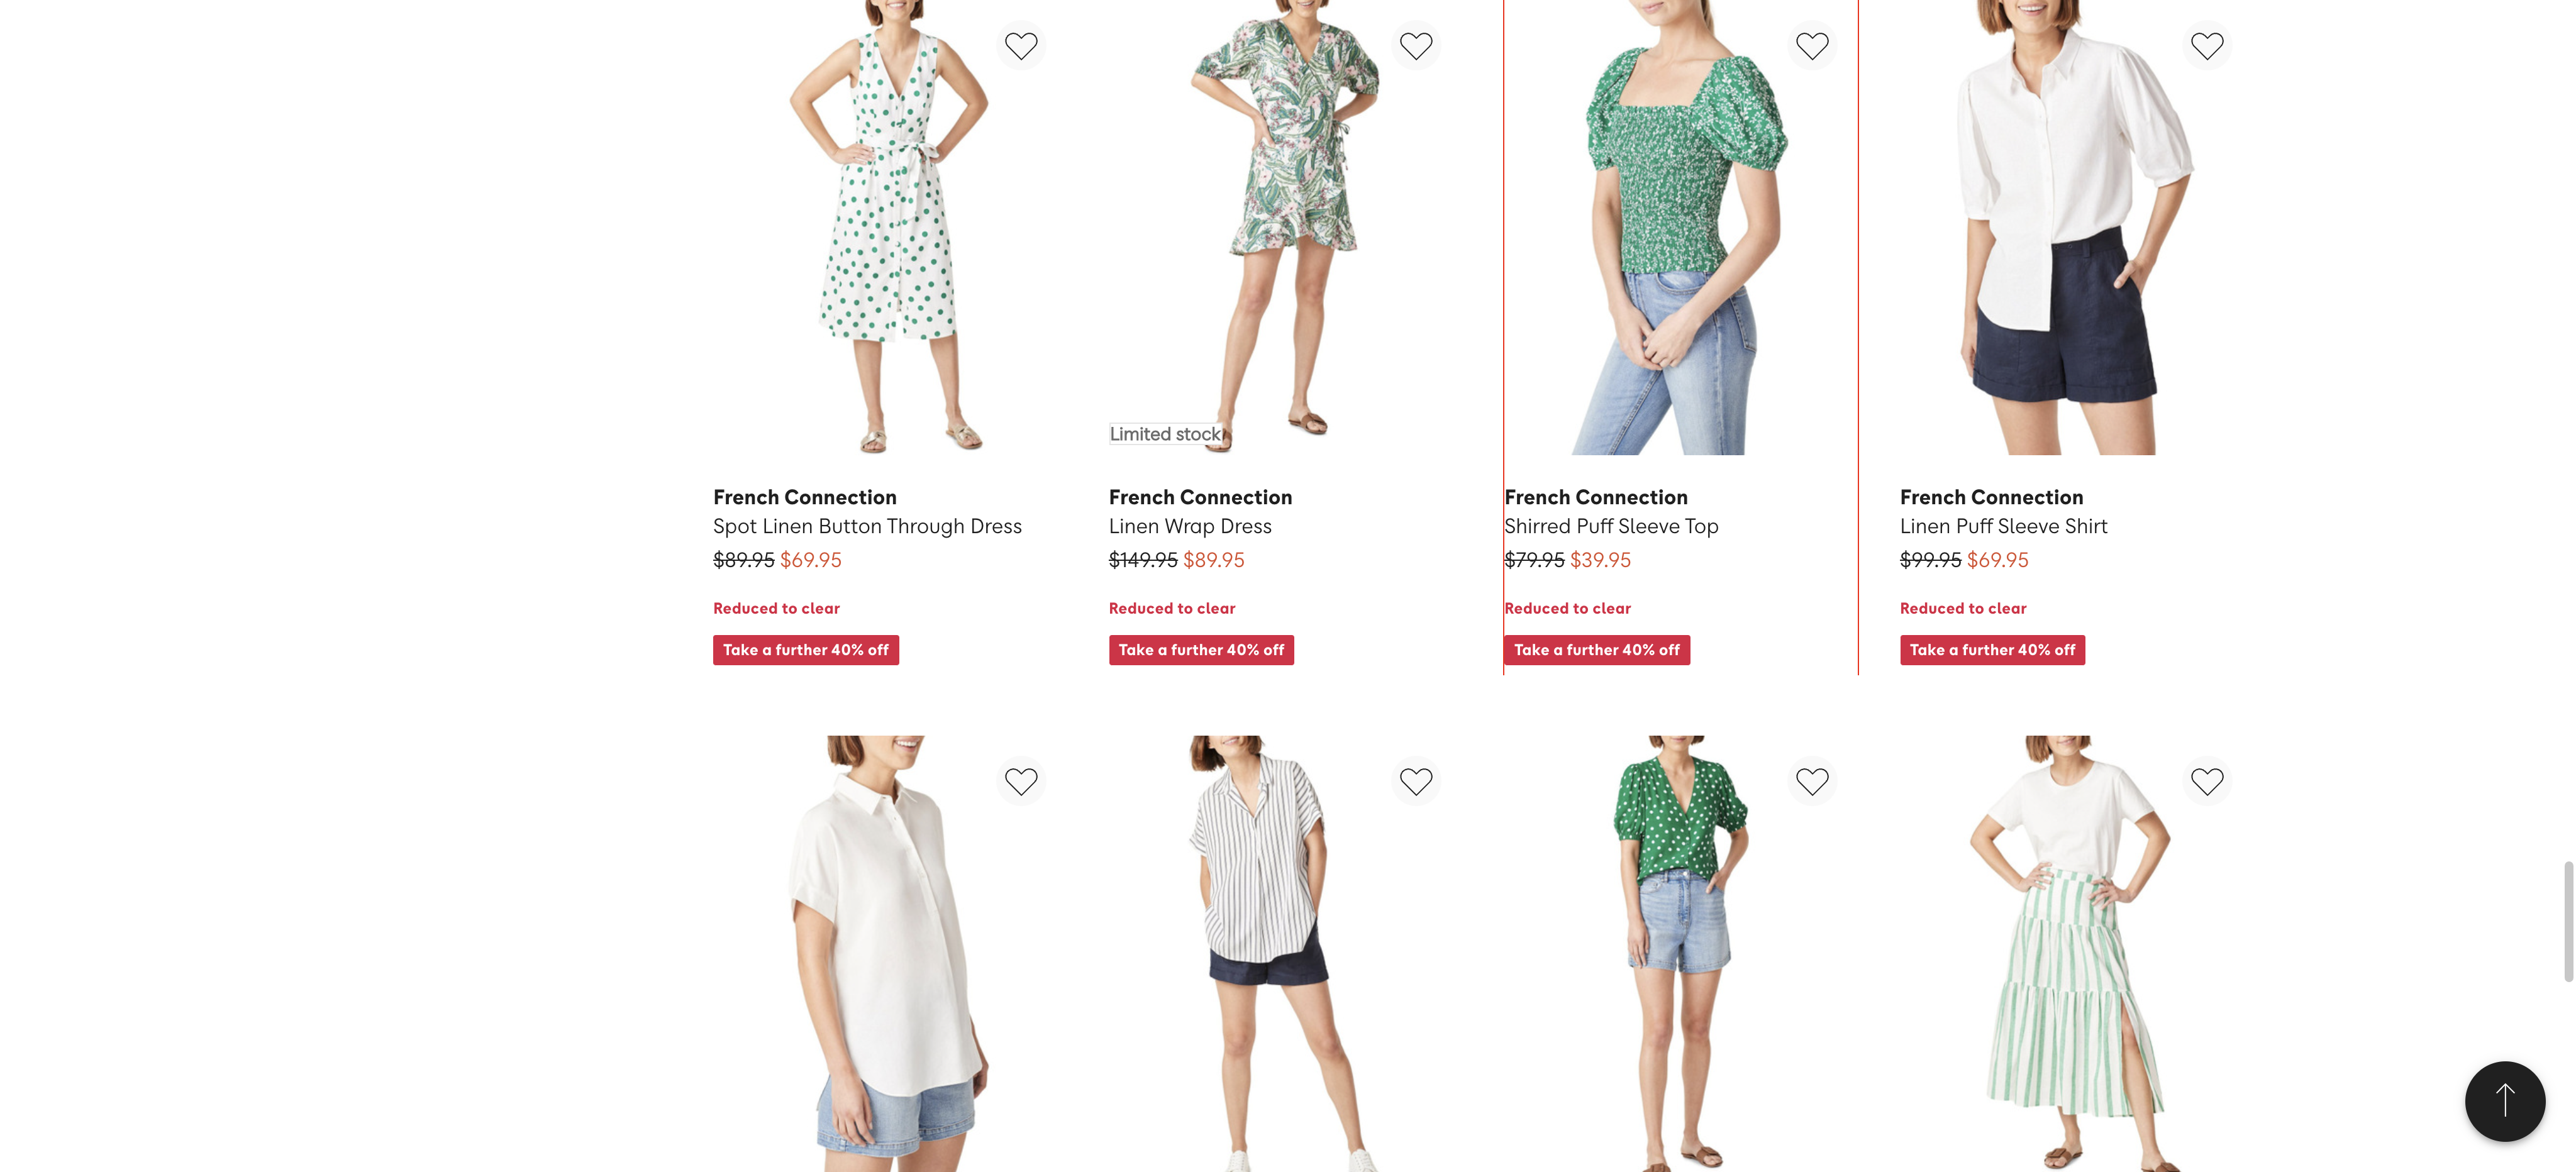 Limited stock
French Connection
Spot Linen Button Through Dress
$89.95 $69.95
Reduced to clear
Take a further 40% off
French Connection
Linen Wrap Dress
$149.95 $89.95
Reduced to clear
Take a further 40% off
French Connection
Shirred Puff Sleeve Top
$79.95 $39.95
Reduced to clear
Take a further 40% off
French Connection
Linen Puff Sleeve Shirt
$99.95 $69.95
Reduced to clear
Take a further 40% off